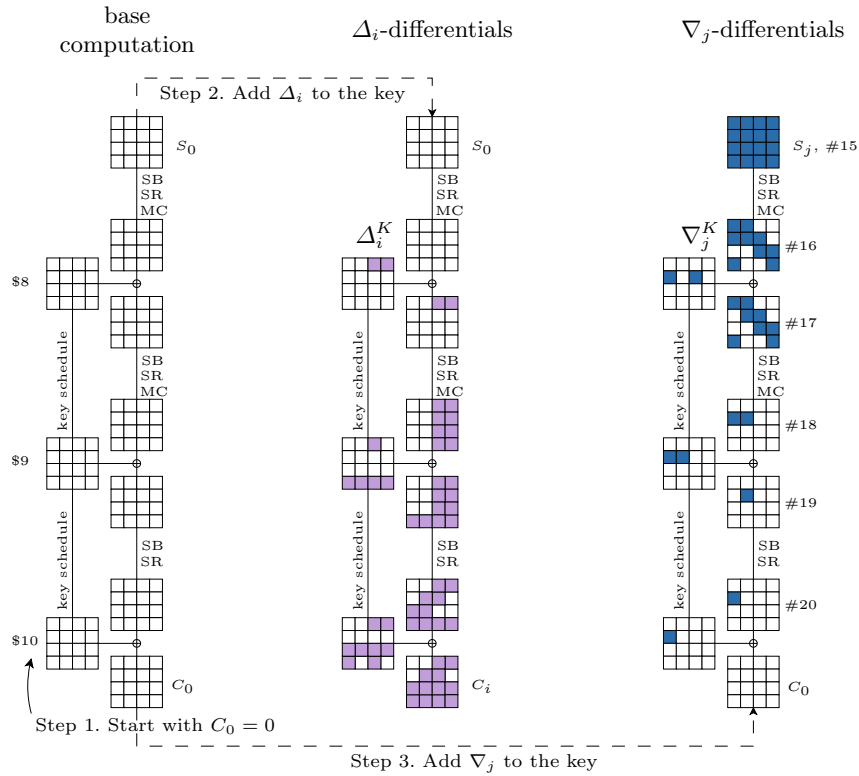 base
computation
Δᵢ-differentials
∇ⱼ-differentials
Step 2. Add Δᵢ to the key
S₀
S₀
Sⱼ, #15
SB
SR
MC
SB
SR
MC
Δᵢᴷ
∇ⱼᴷ
#16
$8
#17
key schedule
key schedule
key schedule
SB
SR
MC
SB
SR
MC
SB
SR
MC
#18
$9
#19
key schedule
key schedule
key schedule
SB
SR
SB
SR
SB
SR
#20
$10
C₀
Cᵢ
C₀
Step 1. Start with C₀ = 0
Step 3. Add ∇ⱼ to the key